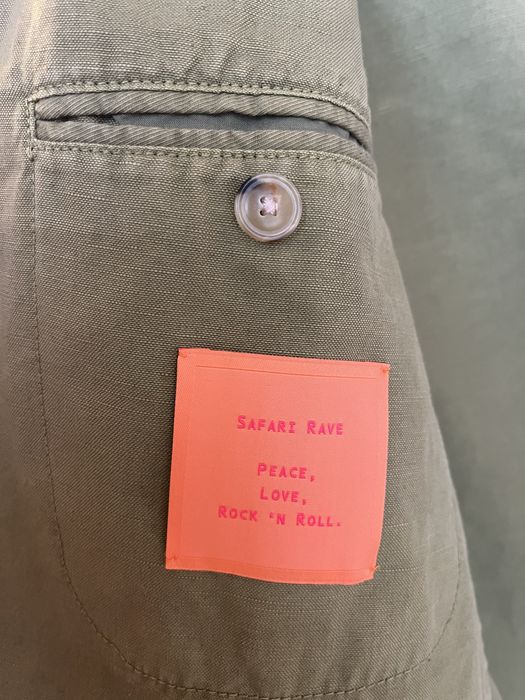 SAFARI RAVE
PEACE,
LOVE,
ROCK 'N ROLL.